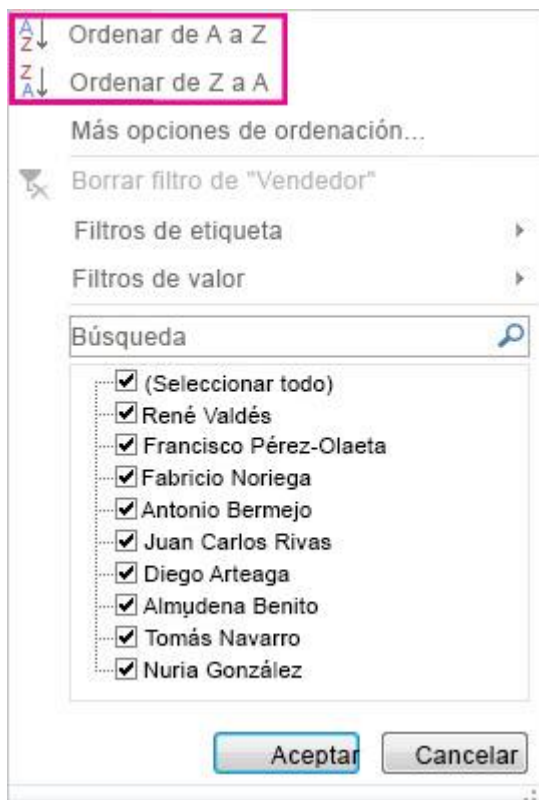 Ordenar de A a Z
Ordenar de Z a A
Más opciones de ordenación...
Borrar filtro de "Vendedor"
Filtros de etiqueta
Filtros de valor
Búsqueda
(Seleccionar todo)
René Valdés
Francisco Pérez-Olaeta
Fabricio Noriega
Antonio Bermejo
Juan Carlos Rivas
Diego Arteaga
Almudena Benito
Tomás Navarro
Nuria González
Aceptar Cancelar